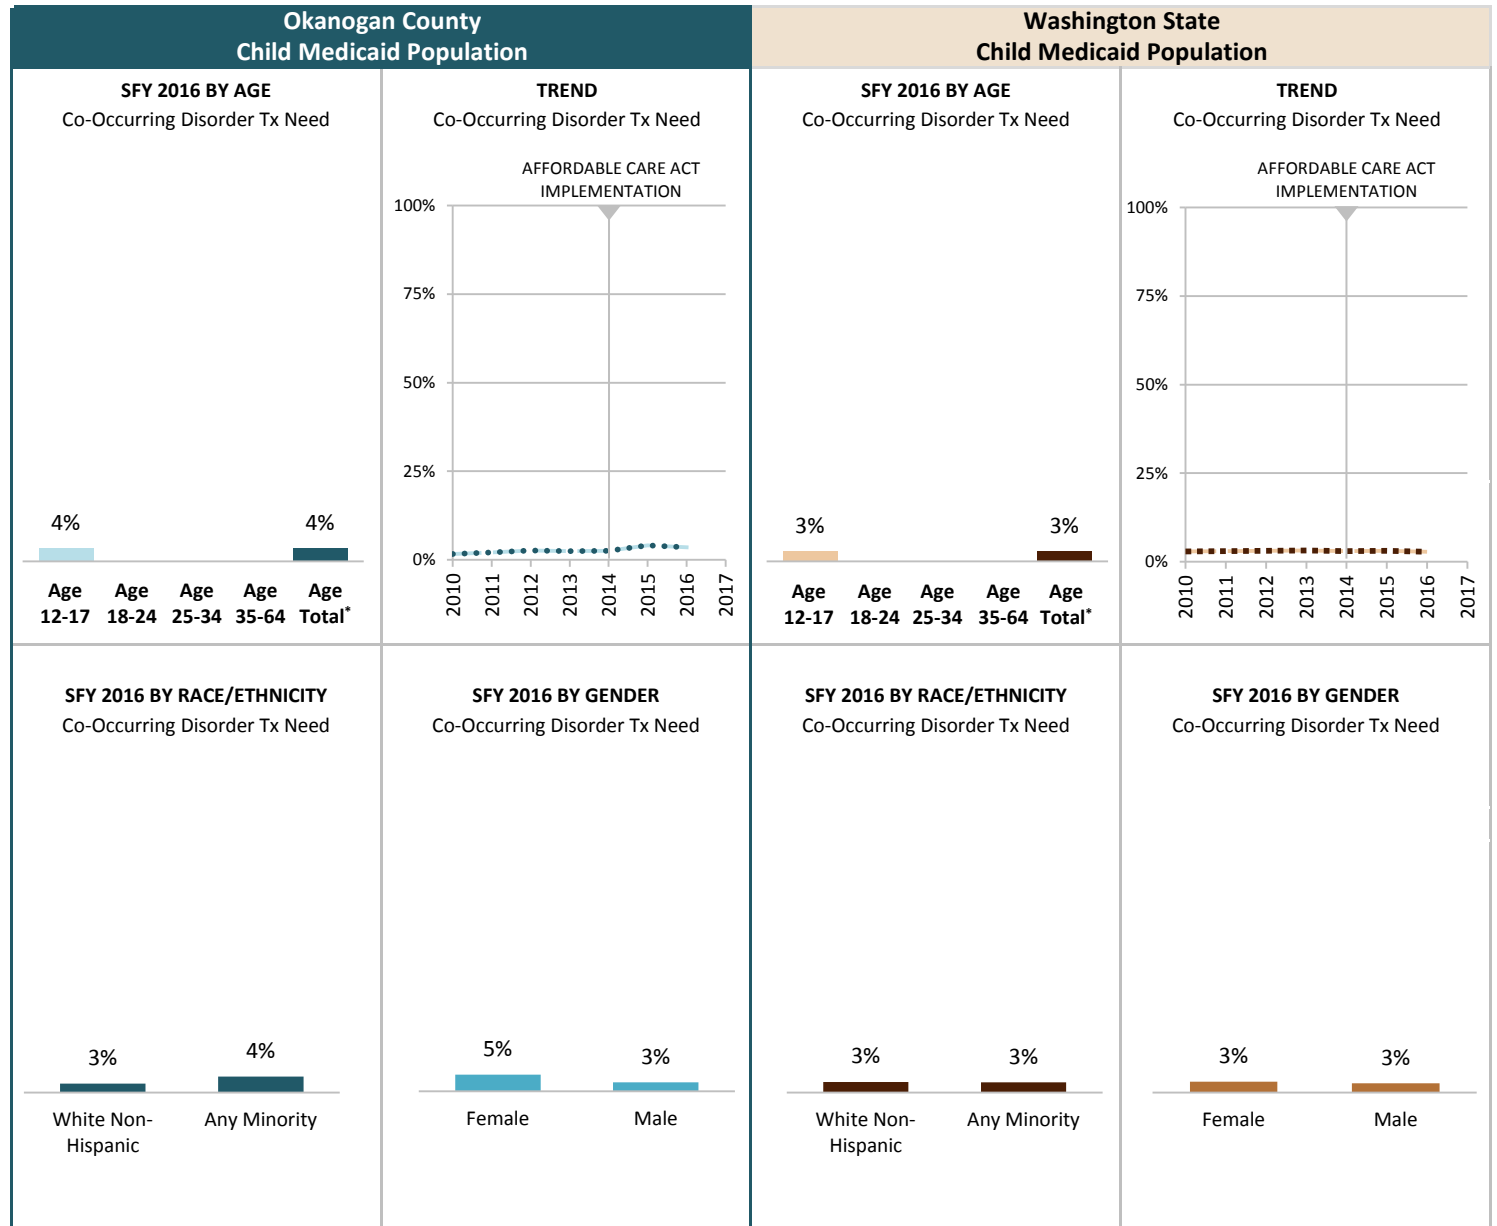 Okanogan County
Child Medicaid Population
Washington State
Child Medicaid Population
SFY 2016 BY AGE
Co-Occurring Disorder Tx Need
4%
4%
Age Age Age Age Age
12-17 18-24 25-34 35-64 Total*
TREND
Co-Occurring Disorder Tx Need
AFFORDABLE CARE ACT
IMPLEMENTATION
100%
75%
50%
25%
0%
2010
2011
2012
2013
2014
2015
2016
2017
SFY 2016 BY AGE
Co-Occurring Disorder Tx Need
3%
3%
Age Age Age Age Age
12-17 18-24 25-34 35-64 Total*
TREND
Co-Occurring Disorder Tx Need
AFFORDABLE CARE ACT
IMPLEMENTATION
100%
75%
50%
25%
0%
2010
2011
2012
2013
2014
2015
2016
2017
SFY 2016 BY RACE/ETHNICITY
Co-Occurring Disorder Tx Need
3%
4%
White Non-
Hispanic
Any Minority
SFY 2016 BY GENDER
Co-Occurring Disorder Tx Need
5%
3%
Female
Male
SFY 2016 BY RACE/ETHNICITY
Co-Occurring Disorder Tx Need
3%
3%
White Non-
Hispanic
Any Minority
SFY 2016 BY GENDER
Co-Occurring Disorder Tx Need
3%
3%
Female
Male